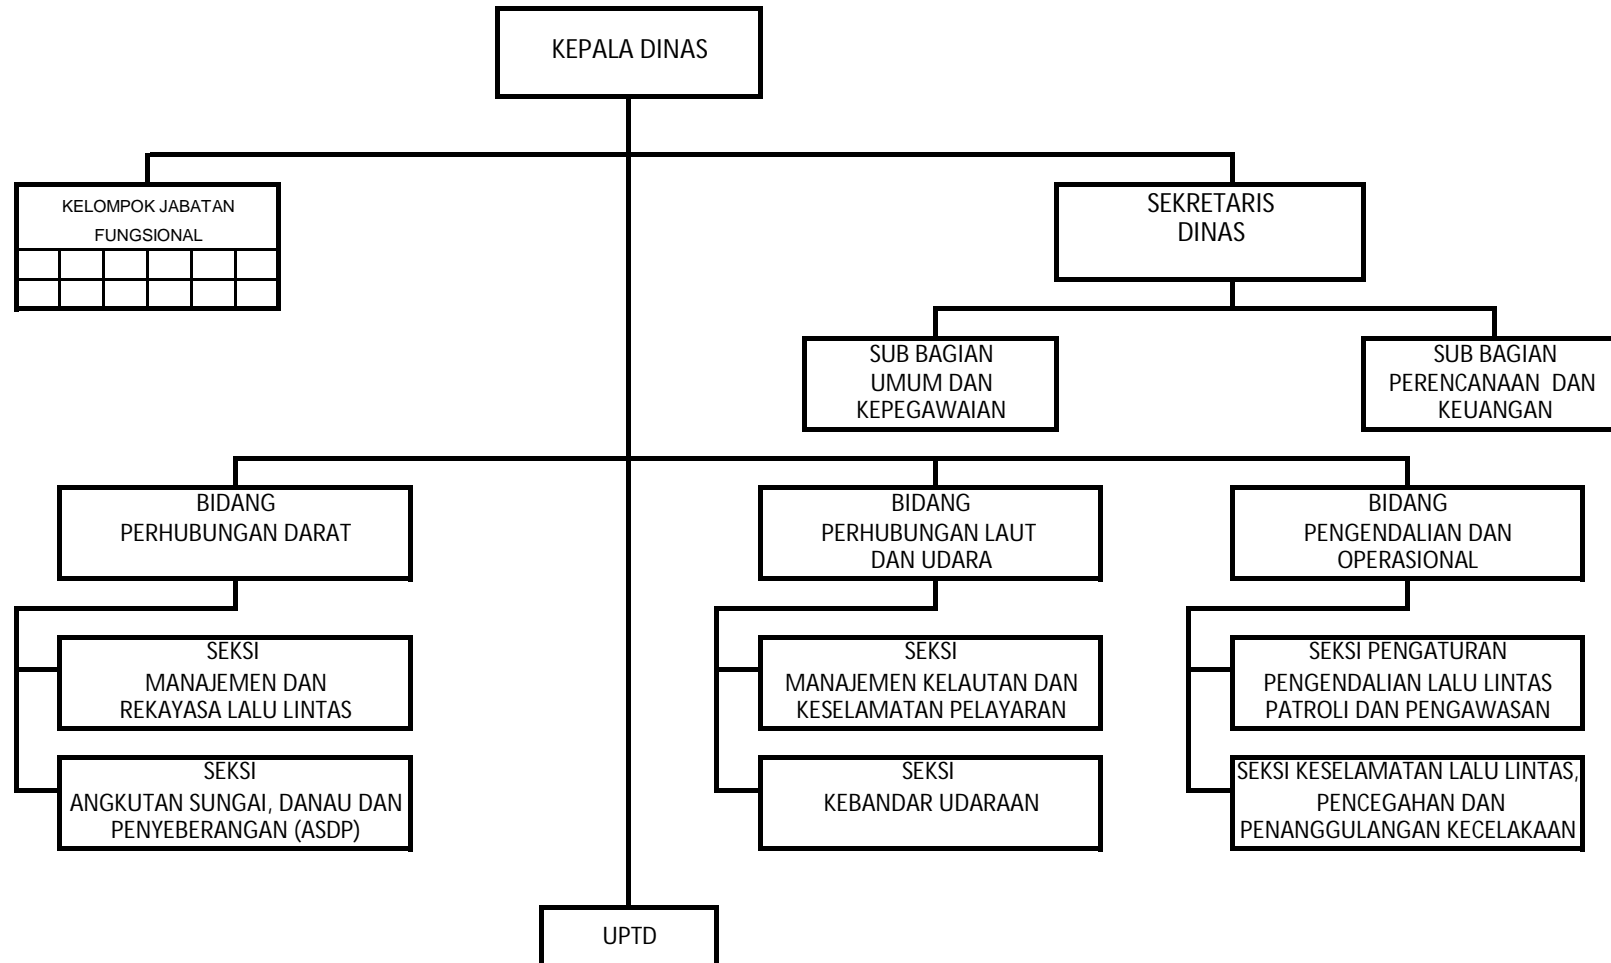 KEPALA DINAS
KELOMPOK JABATAN
FUNGSIONAL
SEKRETARIS
DINAS
SUB BAGIAN
UMUM DAN
KEPEGAWAIAN
SUB BAGIAN
PERENCANAAN DAN
KEUANGAN
BIDANG
PERHUBUNGAN DARAT
BIDANG
PERHUBUNGAN LAUT
DAN UDARA
BIDANG
PENGENDALIAN DAN
OPERASIONAL
SEKSI
MANAJEMEN DAN
REKAYASA LALU LINTAS
SEKSI
MANAJEMEN KELAUTAN DAN
KESELAMATAN PELAYARAN
SEKSI PENGATURAN
PENGENDALIAN LALU LINTAS
PATROLI DAN PENGAWASAN
SEKSI
ANGKUTAN SUNGAI, DANAU DAN
PENYEBERANGAN (ASDP)
SEKSI
KEBANDAR UDARAAN
SEKSI KESELAMATAN LALU LINTAS,
PENCEGAHAN DAN
PENANGGULANGAN KECELAKAAN
UPTD